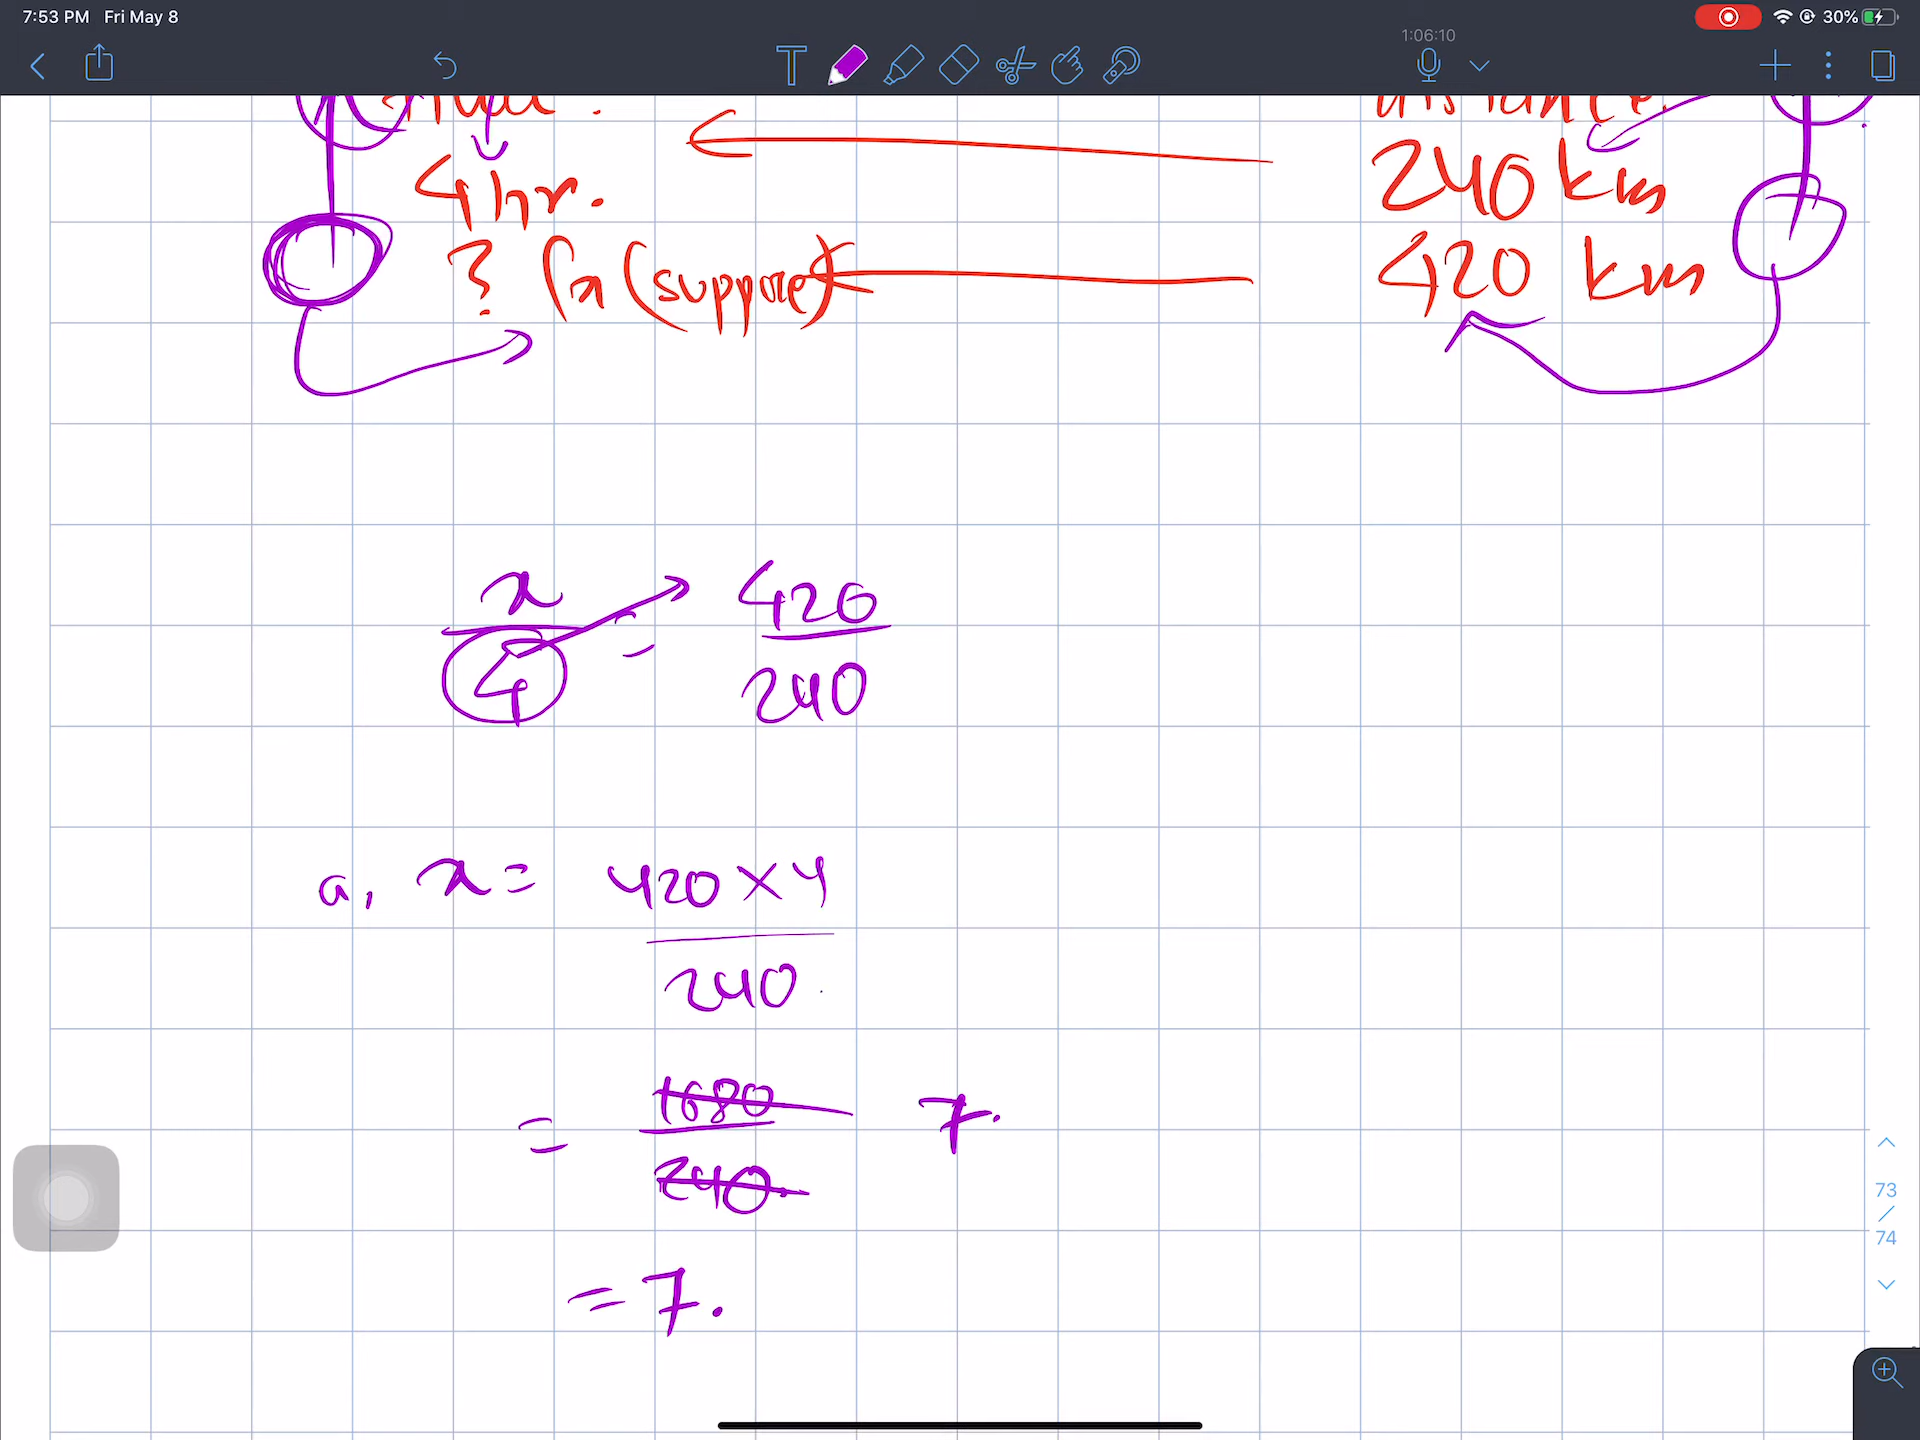 7:53 PM Fri May 8
30%
1:06:10
distance.
4 hr.
240 km
? (x (suppose)
420 km
x/4 = 420/240
a, x = 420 × 4
240.
= 1680 7.
240.
= 7.
73
/
74